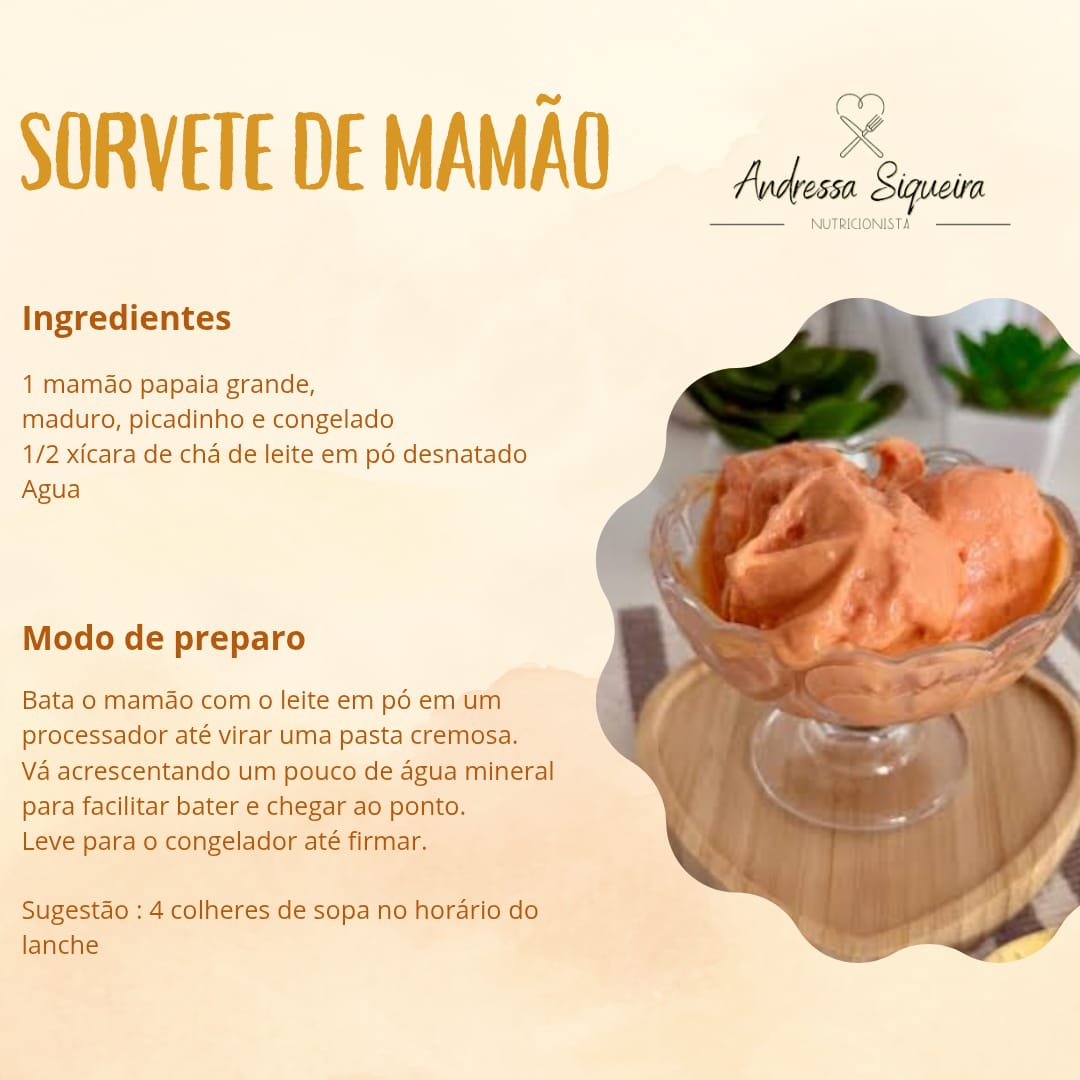 SORVETE DE MAMÃO
Andressa Siqueira
NUTRICIONISTA
Ingredientes
1 mamão papaia grande,
maduro, picadinho e congelado
1/2 xícara de chá de leite em pó desnatado
Agua
Modo de preparo
Bata o mamão com o leite em pó em um
processador até virar uma pasta cremosa.
Vá acrescentando um pouco de água mineral
para facilitar bater e chegar ao ponto.
Leve para o congelador até firmar.
Sugestão : 4 colheres de sopa no horário do
lanche